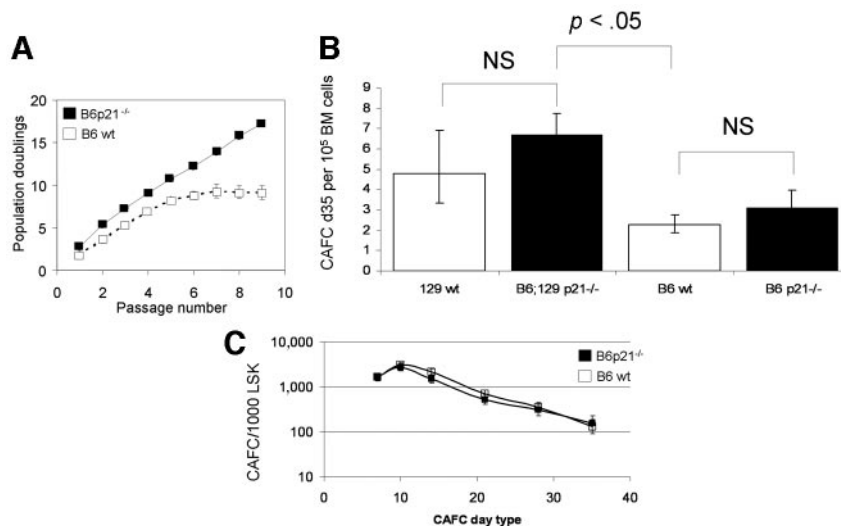 A
Population doublings
20
15
10
5
0
B6p21-/-
B6 wt
0 2 4 6 8 10
Passage number
B
p < .05
NS
NS
CAFC d35 per 10⁵ BM cells
9
8
7
6
5
4
3
2
1
0
129 wt B6;129 p21-/- B6 wt B6 p21-/-
C
CAFC/1000 LSK
10,000
1,000
100
10
B6p21-/-
B6 wt
0 10 20 30 40
CAFC day type